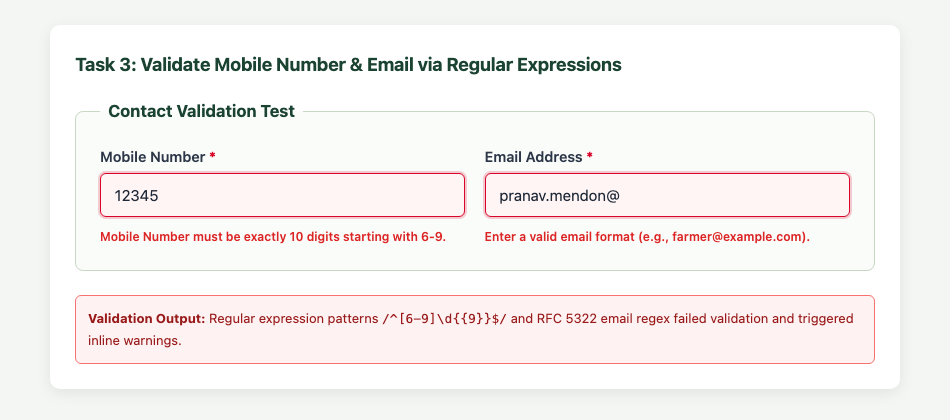 Task 3: Validate Mobile Number & Email via Regular Expressions
Contact Validation Test
Mobile Number *
Email Address *
12345
pranav.mendon@
Mobile Number must be exactly 10 digits starting with 6-9.
Enter a valid email format (e.g., farmer@example.com).
Validation Output: Regular expression patterns /^[6-9]\d{{9}}$/ and RFC 5322 email regex failed validation and triggered
inline warnings.